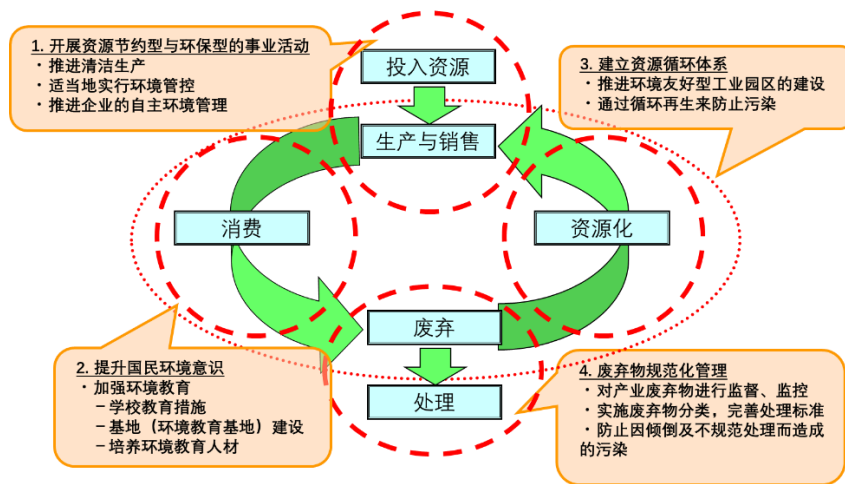 1. 开展资源节约型与环保型的事业活动
・推进清洁生产
・适当地实行环境管控
・推进企业的自主环境管理
投入资源
生产与销售
3. 建立资源循环体系
・推进环境友好型工业园区的建设
・通过循环再生来防止污染
消费
资源化
废弃
处理
2. 提升国民环境意识
・加强环境教育
－学校教育措施
－基地（环境教育基地）建设
－培养环境教育人材
4. 废弃物规范化管理
・对产业废弃物进行监督、监控
・实施废弃物分类，完善处理标准
・防止因倾倒及不规范处理而造成
的污染